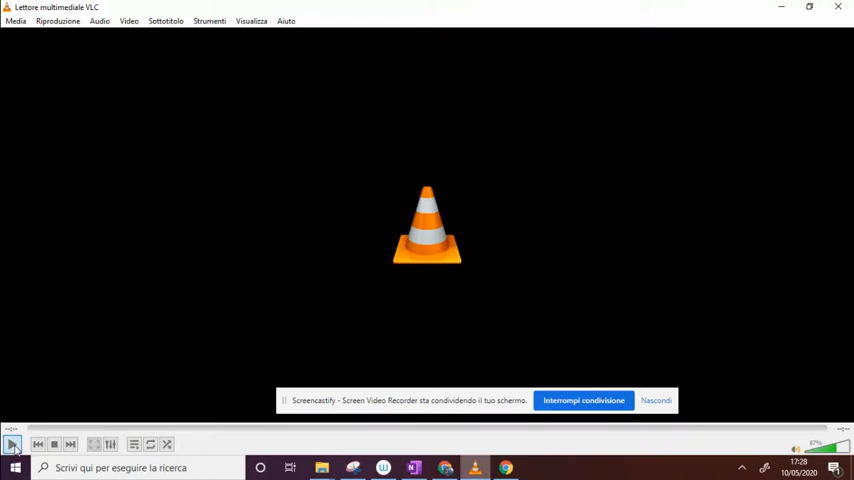 Lettore multimediale VLC
Media Riproduzione Audio Video Sottotitolo Strumenti Visualizza Aiuto
Screencastify - Screen Video Recorder sta condividendo il tuo schermo. Interrompi condivisione Nascondi
--:-- --:--
87%
Scrivi qui per eseguire la ricerca
17:28
10/05/2020